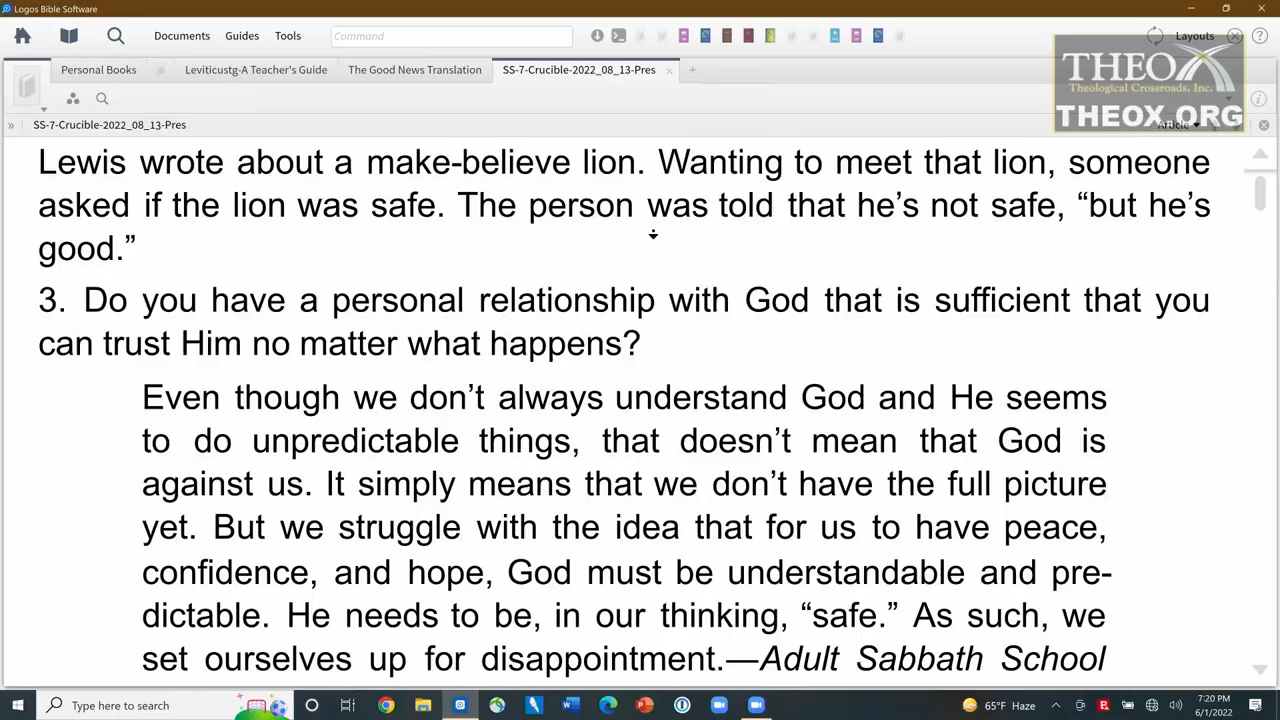 Logos Bible Software
Documents Guides Tools Command Layouts
THEOX
Theological Crossroads, Inc.
THEOX.ORG
Personal Books Leviticustg-A Teacher's Guide The Good News Translation SS-7-Crucible-2022_08_13-Pres
SS-7-Crucible-2022_08_13-Pres Article
Lewis wrote about a make-believe lion. Wanting to meet that lion, someone
asked if the lion was safe. The person was told that he’s not safe, “but he’s
good.”
3. Do you have a personal relationship with God that is sufficient that you
can trust Him no matter what happens?
Even though we don’t always understand God and He seems
to do unpredictable things, that doesn’t mean that God is
against us. It simply means that we don’t have the full picture
yet. But we struggle with the idea that for us to have peace,
confidence, and hope, God must be understandable and pre-
dictable. He needs to be, in our thinking, “safe.” As such, we
set ourselves up for disappointment.—Adult Sabbath School
Type here to search 65°F Haze 7:20 PM
6/1/2022